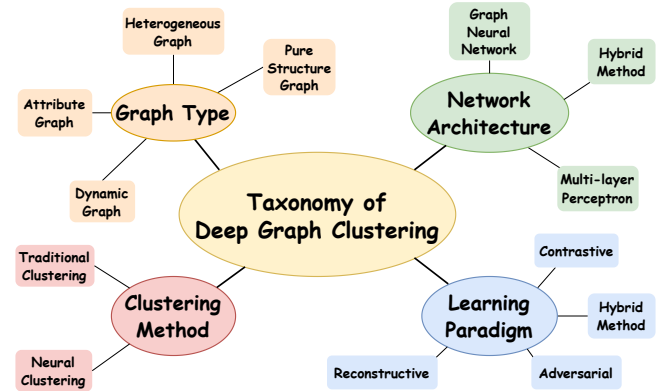 Heterogeneous
Graph
Pure
Structure
Graph
Attribute
Graph
Graph Type
Dynamic
Graph
Graph
Neural
Network
Hybrid
Method
Network
Architecture
Multi-layer
Perceptron
Taxonomy of
Deep Graph Clustering
Traditional
Clustering
Clustering
Method
Neural
Clustering
Contrastive
Learning
Paradigm
Hybrid
Method
Reconstructive
Adversarial